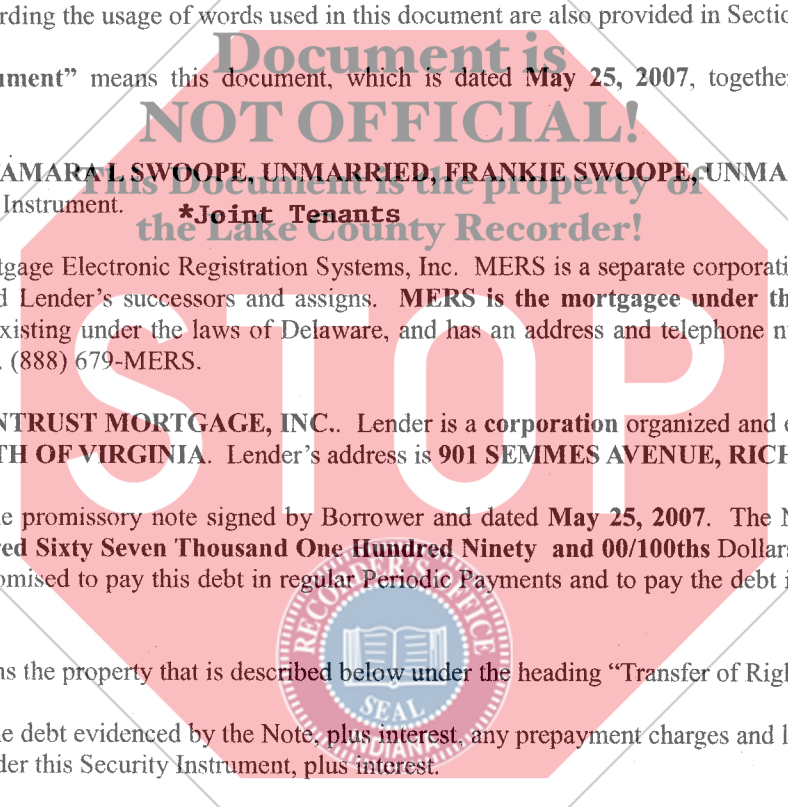 rding the usage of words used in this document are also provided in Sectio
Document is
ument” means this document, which is dated May 25, 2007, together
NOT OFFICIAL!
AMARA L SWOOPE, UNMARRIED, FRANKIE SWOOPE, UNMA
This Document is the property of
Instrument. *Joint Tenants
the Lake County Recorder!
tgage Electronic Registration Systems, Inc. MERS is a separate corporati
d Lender’s successors and assigns. MERS is the mortgagee under th
xisting under the laws of Delaware, and has an address and telephone n
. (888) 679-MERS.
STOP
NTRUST MORTGAGE, INC.. Lender is a corporation organized and e
TH OF VIRGINIA. Lender’s address is 901 SEMMES AVENUE, RICH
e promissory note signed by Borrower and dated May 25, 2007. The N
ed Sixty Seven Thousand One Hundred Ninety and 00/100ths Dollars
omised to pay this debt in regular Periodic Payments and to pay the debt i
RECORDER'S OFFICE
ns the property that is described below under the heading “Transfer of Righ
SEAL
e debt evidenced by the Note, plus interest, any prepayment charges and l
INDIANA
der this Security Instrument, plus interest.